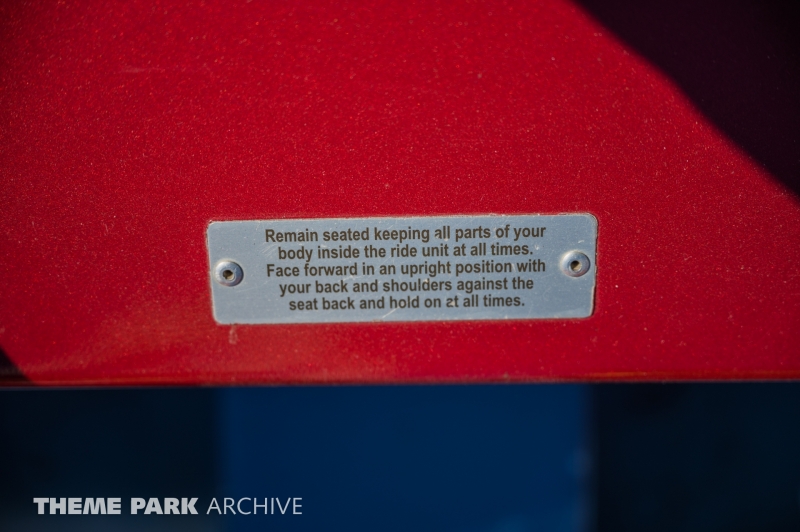 Remain seated keeping all parts of your
body inside the ride unit at all times.
Face forward in an upright position with
your back and shoulders against the
seat back and hold on at all times.
THEME PARK ARCHIVE